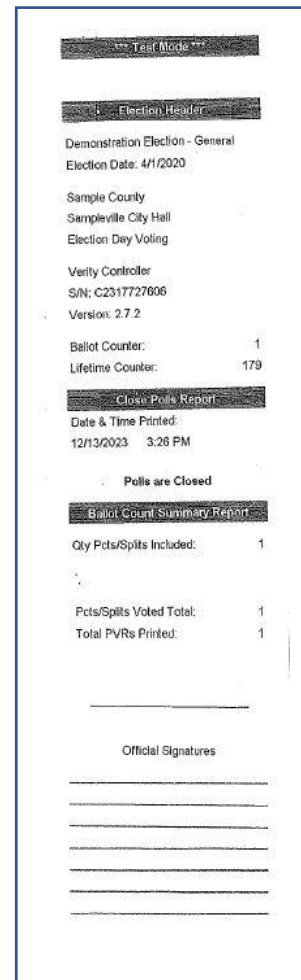 *** Test Mode ***
Election Header
Demonstration Election - General
Election Date: 4/1/2020
Sample County
Sampleville City Hall
Election Day Voting
Verity Controller
S/N: C2317727606
Version: 2.7.2
Ballot Counter: 1
Lifetime Counter: 179
Close Polls Report
Date & Time Printed:
12/13/2023 3:26 PM
Polls are Closed
Ballot Count Summary Report
Qty Pcts/Splits Included: 1
Pcts/Splits Voted Total: 1
Total PVRs Printed: 1
Official Signatures